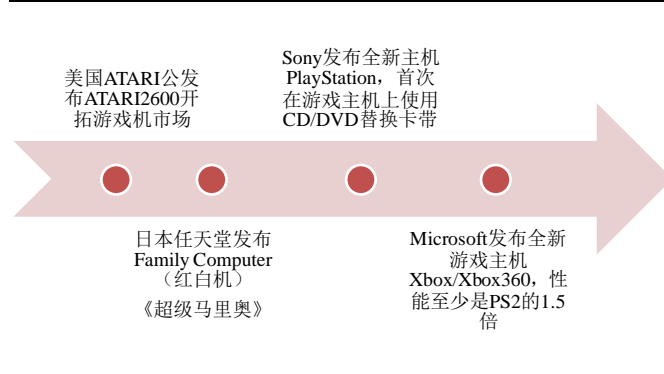 美国ATARI公发
布ATARI2600开
拓游戏机市场
日本任天堂发布
Family Computer
（红白机）
《超级马里奥》
Sony发布全新主机
PlayStation，首次
在游戏主机上使用
CD/DVD替换卡带
Microsoft发布全新
游戏主机
Xbox/Xbox360，性
能至少是PS2的1.5
倍